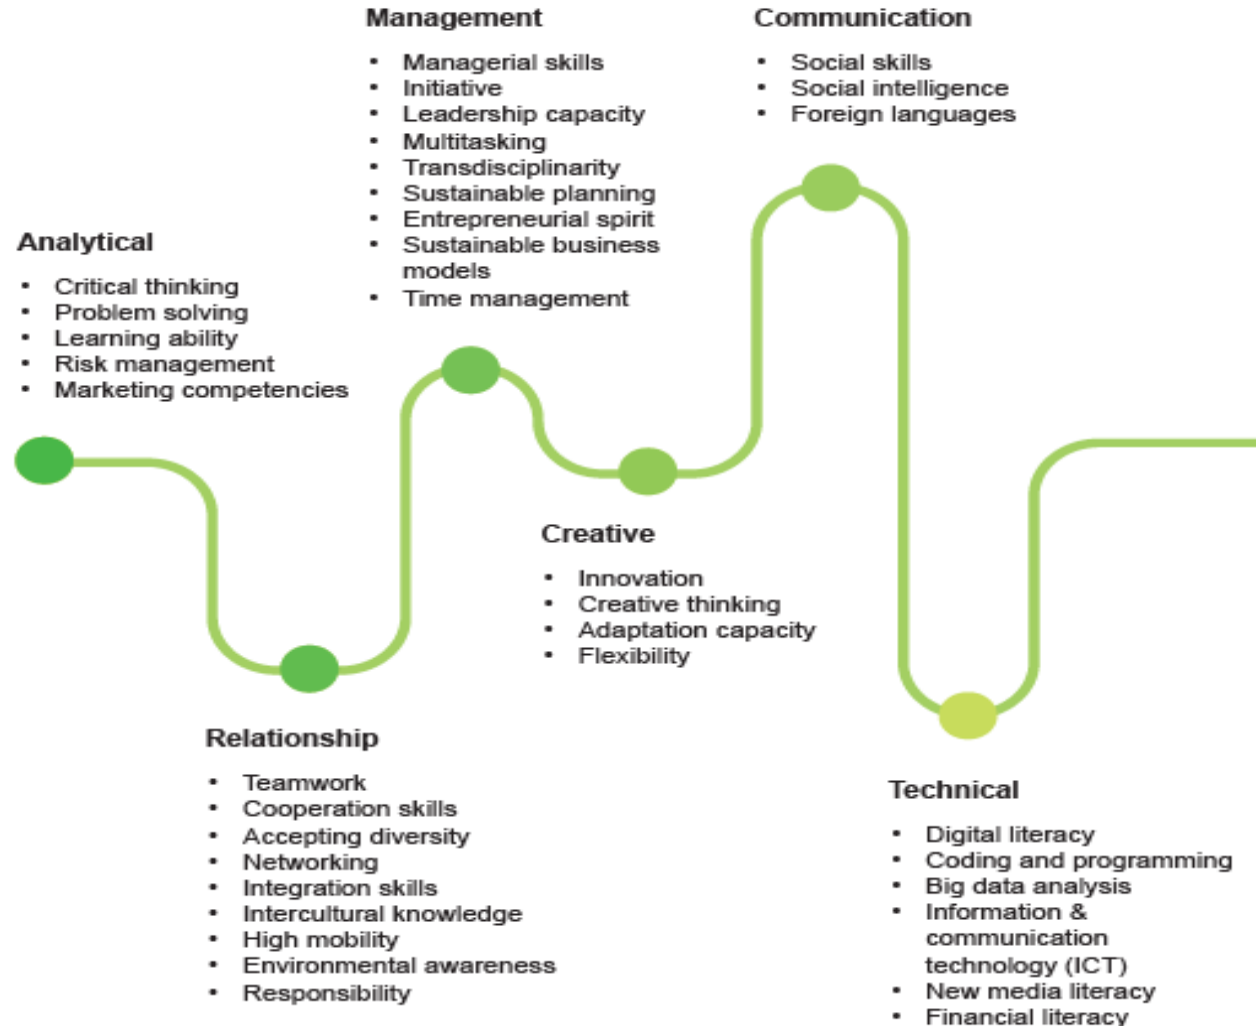 Management
• Managerial skills
• Initiative
• Leadership capacity
• Multitasking
• Transdisciplinarity
• Sustainable planning
• Entrepreneurial spirit
• Sustainable business
models
• Time management
Communication
• Social skills
• Social intelligence
• Foreign languages
Analytical
• Critical thinking
• Problem solving
• Learning ability
• Risk management
• Marketing competencies
Creative
• Innovation
• Creative thinking
• Adaptation capacity
• Flexibility
Relationship
• Teamwork
• Cooperation skills
• Accepting diversity
• Networking
• Integration skills
• Intercultural knowledge
• High mobility
• Environmental awareness
• Responsibility
Technical
• Digital literacy
• Coding and programming
• Big data analysis
• Information &
communication
technology (ICT)
• New media literacy
• Financial literacy